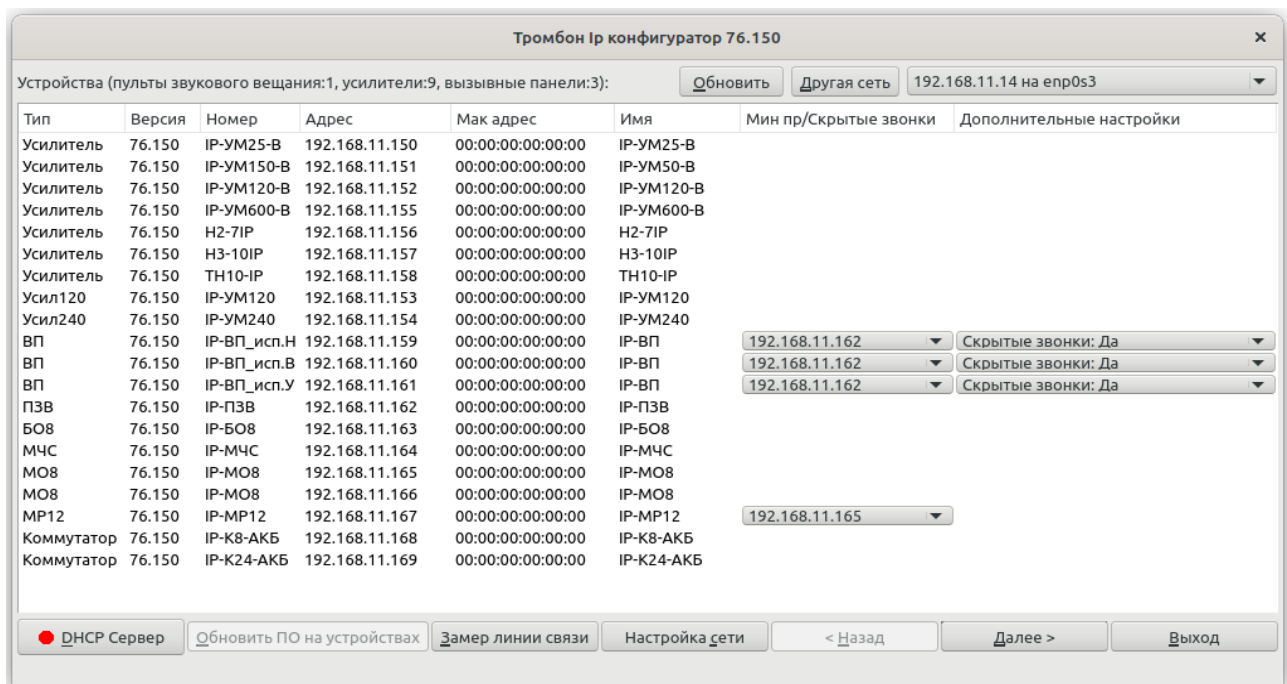 Тромбон Ip конфигуратор 76.150
Устройства (пульты звукового вещания:1, усилители:9, вызывные панели:3): Обновить Другая сеть 192.168.11.14 на enp0s3
Тип Версия Номер Адрес Мак адрес Имя Мин пр/Скрытые звонки Дополнительные настройки
Усилитель 76.150 IP-УМ25-В 192.168.11.150 00:00:00:00:00:00 IP-УМ25-В
Усилитель 76.150 IP-УМ150-В 192.168.11.151 00:00:00:00:00:00 IP-УМ50-В
Усилитель 76.150 IP-УМ120-В 192.168.11.152 00:00:00:00:00:00 IP-УМ120-В
Усилитель 76.150 IP-УМ600-В 192.168.11.155 00:00:00:00:00:00 IP-УМ600-В
Усилитель 76.150 Н2-7IP 192.168.11.156 00:00:00:00:00:00 Н2-7IP
Усилитель 76.150 Н3-10IP 192.168.11.157 00:00:00:00:00:00 Н3-10IP
Усилитель 76.150 ТН10-IP 192.168.11.158 00:00:00:00:00:00 ТН10-IP
Усил120 76.150 IP-УМ120 192.168.11.153 00:00:00:00:00:00 IP-УМ120
Усил240 76.150 IP-УМ240 192.168.11.154 00:00:00:00:00:00 IP-УМ240
ВП 76.150 IP-ВП_исп.Н 192.168.11.159 00:00:00:00:00:00 IP-ВП 192.168.11.162 Скрытые звонки: Да
ВП 76.150 IP-ВП_исп.В 192.168.11.160 00:00:00:00:00:00 IP-ВП 192.168.11.162 Скрытые звонки: Да
ВП 76.150 IP-ВП_исп.У 192.168.11.161 00:00:00:00:00:00 IP-ВП 192.168.11.162 Скрытые звонки: Да
ПЗВ 76.150 IP-ПЗВ 192.168.11.162 00:00:00:00:00:00 IP-ПЗВ
БО8 76.150 IP-БО8 192.168.11.163 00:00:00:00:00:00 IP-БО8
МЧС 76.150 IP-МЧС 192.168.11.164 00:00:00:00:00:00 IP-МЧС
МО8 76.150 IP-МО8 192.168.11.165 00:00:00:00:00:00 IP-МО8
МО8 76.150 IP-МО8 192.168.11.166 00:00:00:00:00:00 IP-МО8
МР12 76.150 IP-МР12 192.168.11.167 00:00:00:00:00:00 IP-МР12 192.168.11.165
Коммутатор 76.150 IP-К8-АКБ 192.168.11.168 00:00:00:00:00:00 IP-К8-АКБ
Коммутатор 76.150 IP-К24-АКБ 192.168.11.169 00:00:00:00:00:00 IP-К24-АКБ
DHCP Сервер Обновить ПО на устройствах Замер линии связи Настройка сети < Назад Далее > Выход